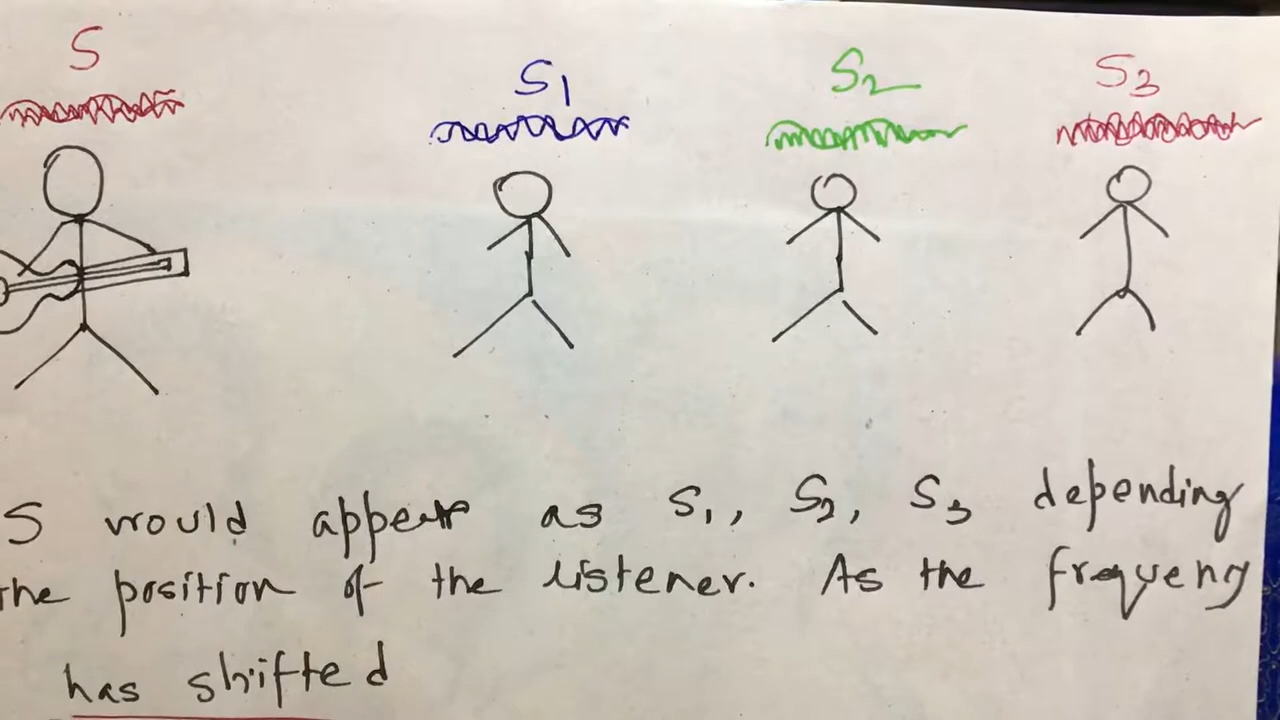 S S1 S2 S3
S would appear as S1, S2, S3 depending
the position of the listener. As the frequency
has shifted